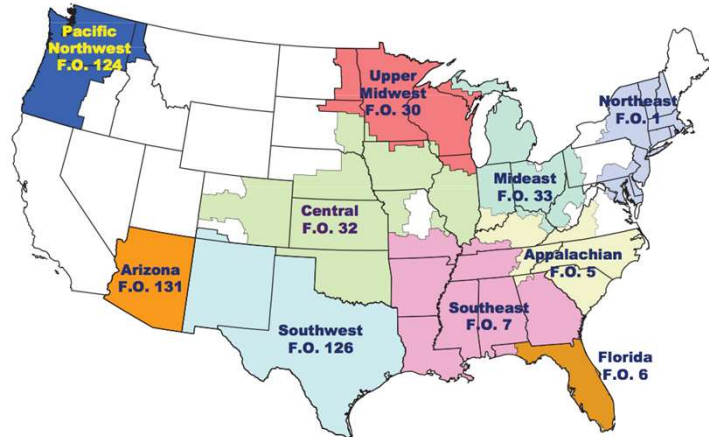 Pacific
Northwest
F.O. 124
Upper
Midwest
F.O. 30
Northeast
F.O. 1
Mideast
F.O. 33
Central
F.O. 32
Appalachian
F.O. 5
Arizona
F.O. 131
Southwest
F.O. 126
Southeast
F.O. 7
Florida
F.O. 6